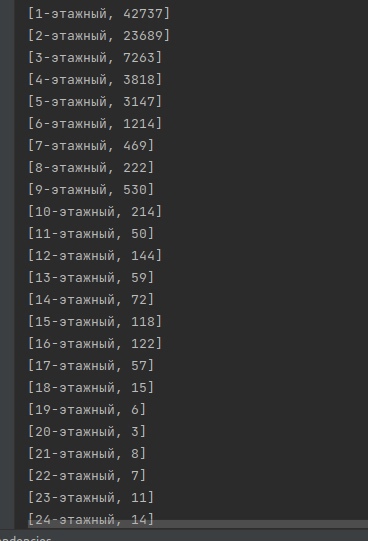 [1-этажный, 42737]
[2-этажный, 23689]
[3-этажный, 7263]
[4-этажный, 3818]
[5-этажный, 3147]
[6-этажный, 1214]
[7-этажный, 469]
[8-этажный, 222]
[9-этажный, 530]
[10-этажный, 214]
[11-этажный, 50]
[12-этажный, 144]
[13-этажный, 59]
[14-этажный, 72]
[15-этажный, 118]
[16-этажный, 122]
[17-этажный, 57]
[18-этажный, 15]
[19-этажный, 6]
[20-этажный, 3]
[21-этажный, 8]
[22-этажный, 7]
[23-этажный, 11]
[24-этажный, 14]